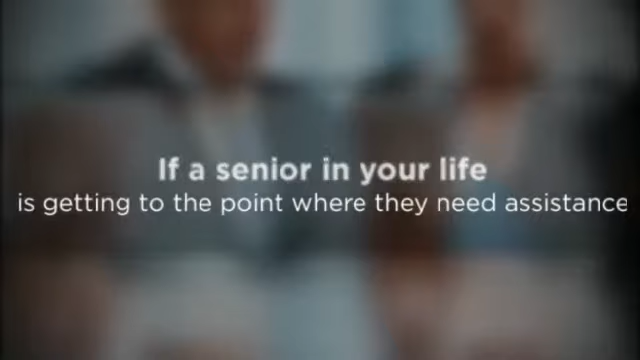 If a senior in your life
is getting to the point where they need assistance